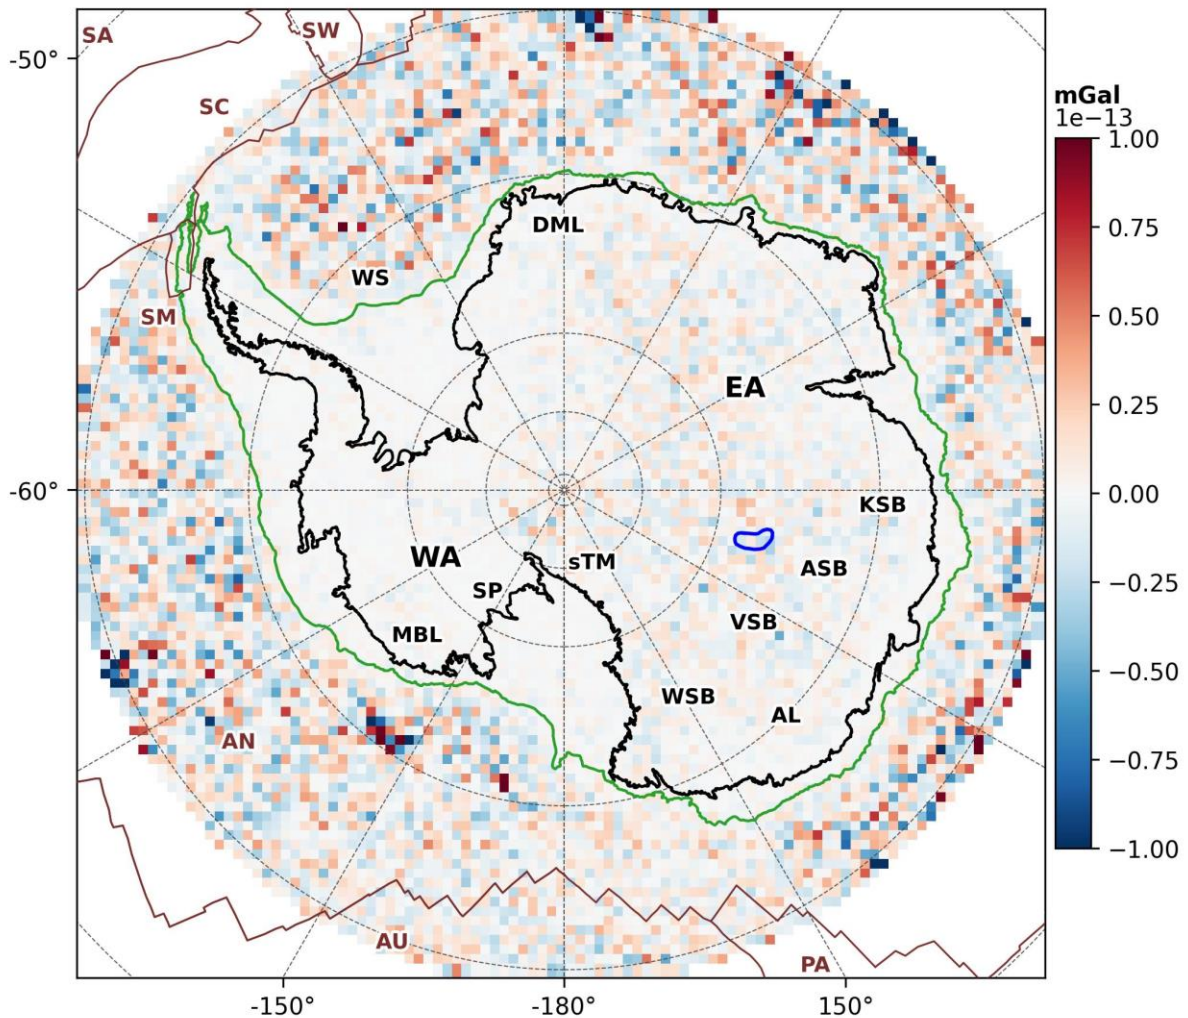 SA
SW
-50°
SC
mGal
1e−13
1.00
DML
WS
0.75
SM
0.50
EA
0.25
-60°
0.00
KSB
WA
sTM
ASB
SP
−0.25
VSB
MBL
−0.50
WSB
AL
AN
−0.75
−1.00
AU
PA
-150°
-180°
150°